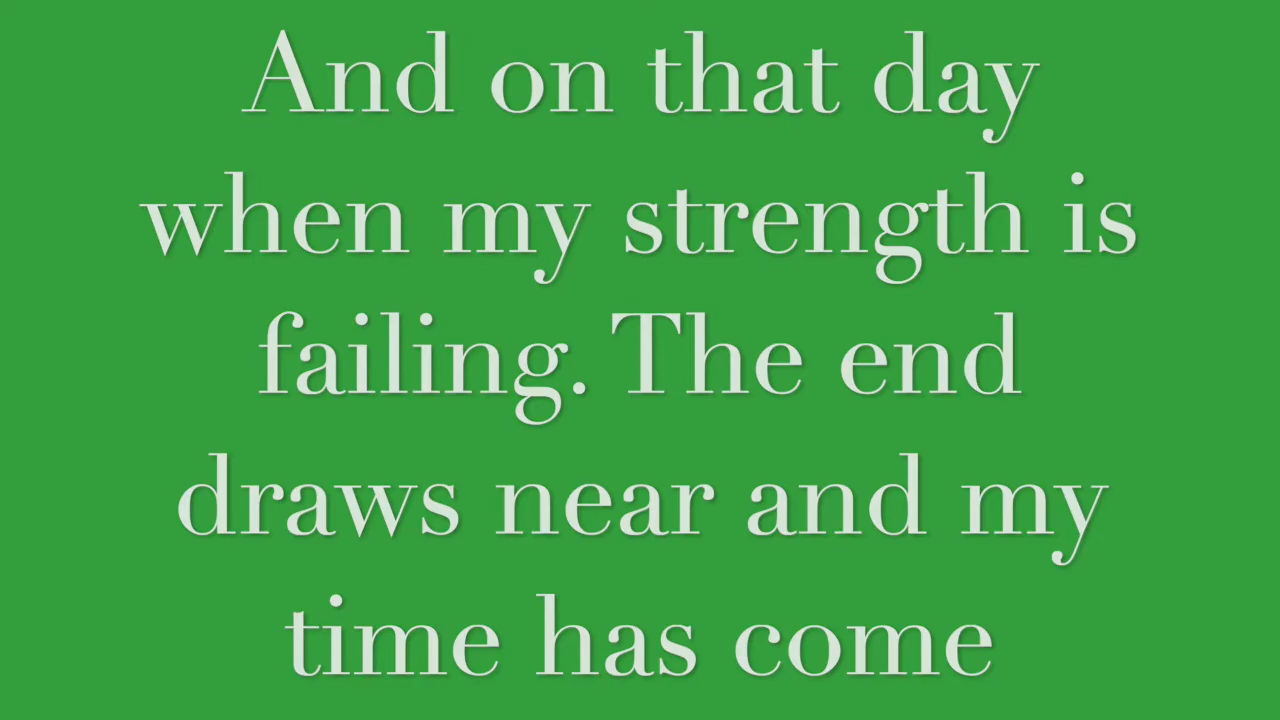 And on that day
when my strength is
failing. The end
draws near and my
time has come